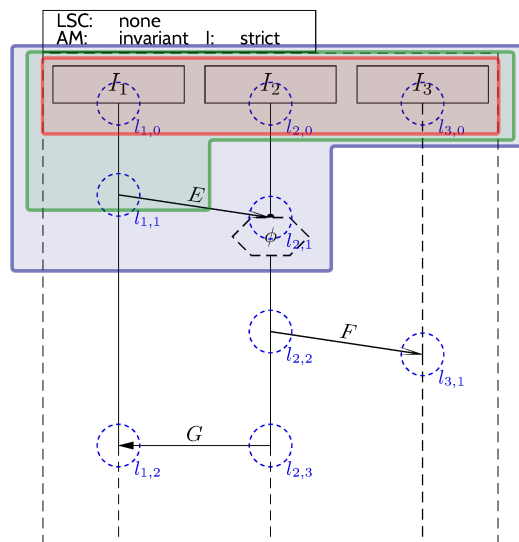 LSC: none
AM: invariant I: strict
I₁ I₂ I₃
l₁,₀ l₂,₀ l₃,₀
E
l₁,₁
l₂,₁
ϕ
F
l₂,₂
l₃,₁
G
l₁,₂ l₂,₃